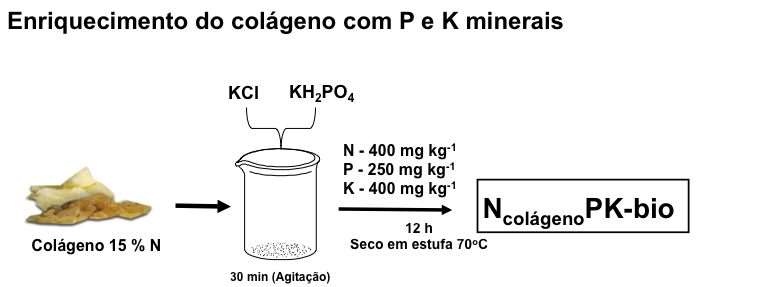 Enriquecimento do colágeno com P e K minerais
KCl
KH₂PO₄
N - 400 mg kg⁻¹
P - 250 mg kg⁻¹
K - 400 mg kg⁻¹
NcolágenoPK-bio
12 h
Seco em estufa 70ºC
Colágeno 15 % N
30 min (Agitação)